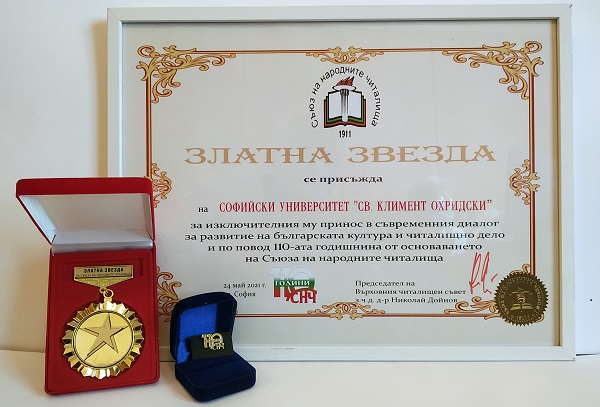 Съюз на народните читалища
1911
ЗЛАТНА ЗВЕЗДА
се присъжда
на СОФИЙСКИ УНИВЕРСИТЕТ "СВ. КЛИМЕНТ ОХРИДСКИ"
за изключителния му принос в съвременния диалог
за развитие на българската култура и читалищно дело
и по повод 110-ата годишнина от основаването
на Съюза на народните читалища
24 май 2021 г.
София
110
ГОДИНИ
СНЧ
Председател на
Върховния читалищен съвет
з.ч.д. д-р Николай Дойнов
ЗЛАТНА ЗВЕЗДА
110